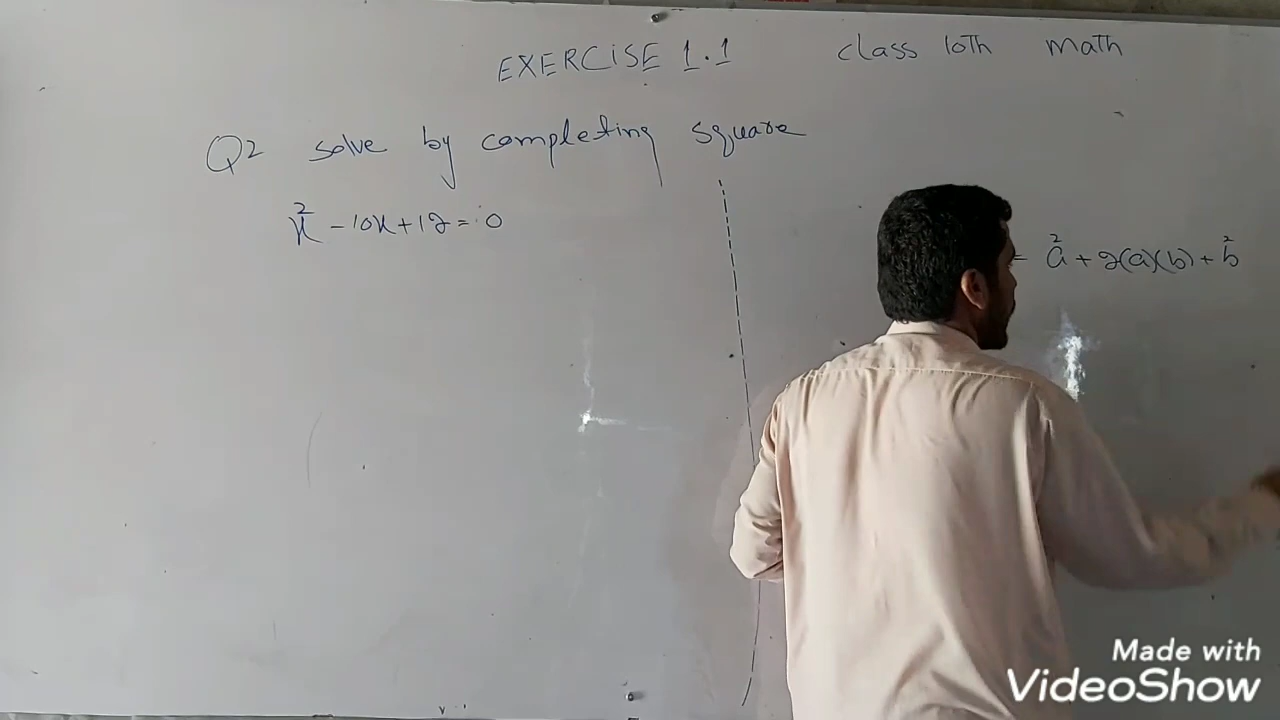 EXERCISE 1.1 class 10th math
Q2 solve by completing square
x² - 10x + 12 = 0
= a² + 2(a)(b) + b²
Made with
VideoShow